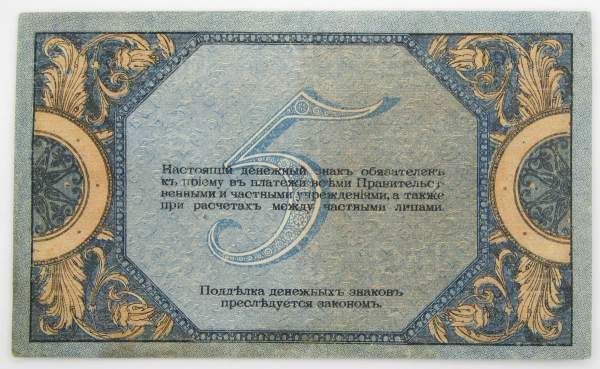 5
Настоящій денежный знакъ обязателенъ
къ пріему въ платежи всѣми Правительст-
венными и частными учрежденіями, а также
при расчетахъ между частными лицами.
Поддѣлка денежныхъ знаковъ
преслѣдуется закономъ.